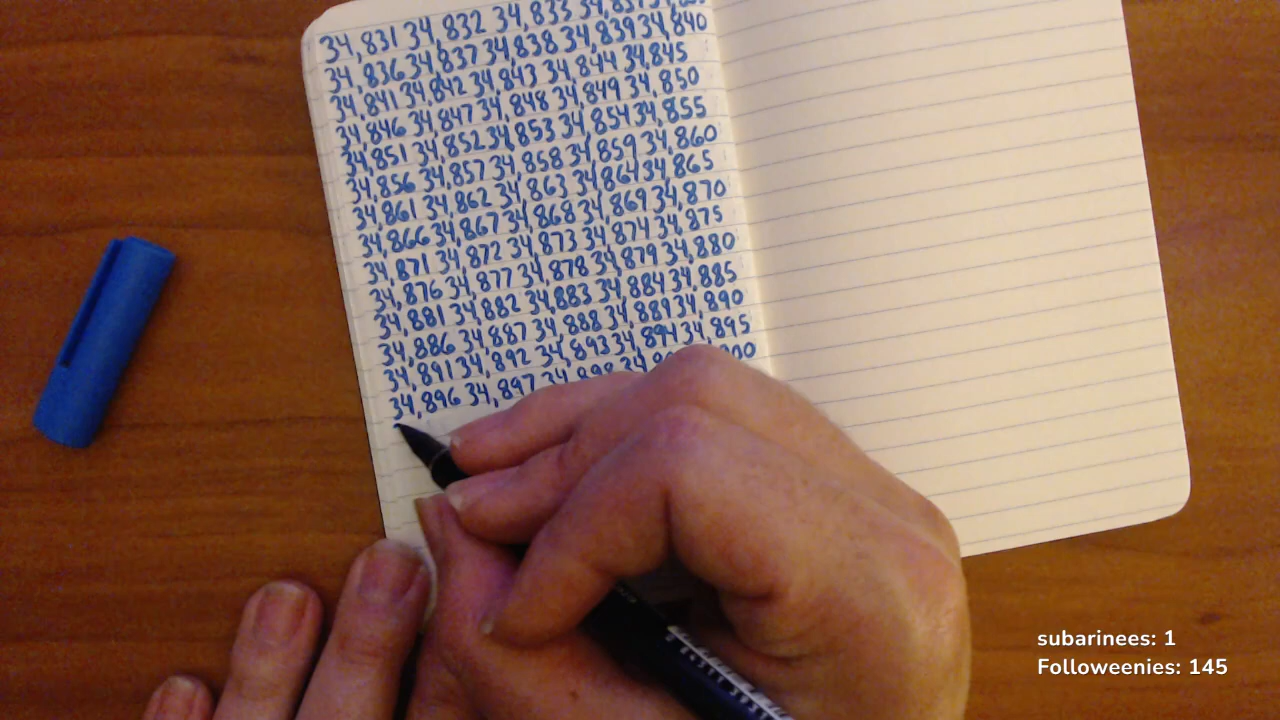 34,831 34,832 34,833 34,834
34,836 34,837 34,838 34,839 34,840
34,841 34,842 34,843 34,844 34,845
34,846 34,847 34,848 34,849 34,850
34,851 34,852 34,853 34,854 34,855
34,856 34,857 34,858 34,859 34,860
34,861 34,862 34,863 34,864 34,865
34,866 34,867 34,868 34,869 34,870
34,871 34,872 34,873 34,874 34,875
34,876 34,877 34,878 34,879 34,880
34,881 34,882 34,883 34,884 34,885
34,886 34,887 34,888 34,889 34,890
34,891 34,892 34,893 34,894 34,895
34,896 34,897 34,898
subarinees: 1
Followeenies: 145